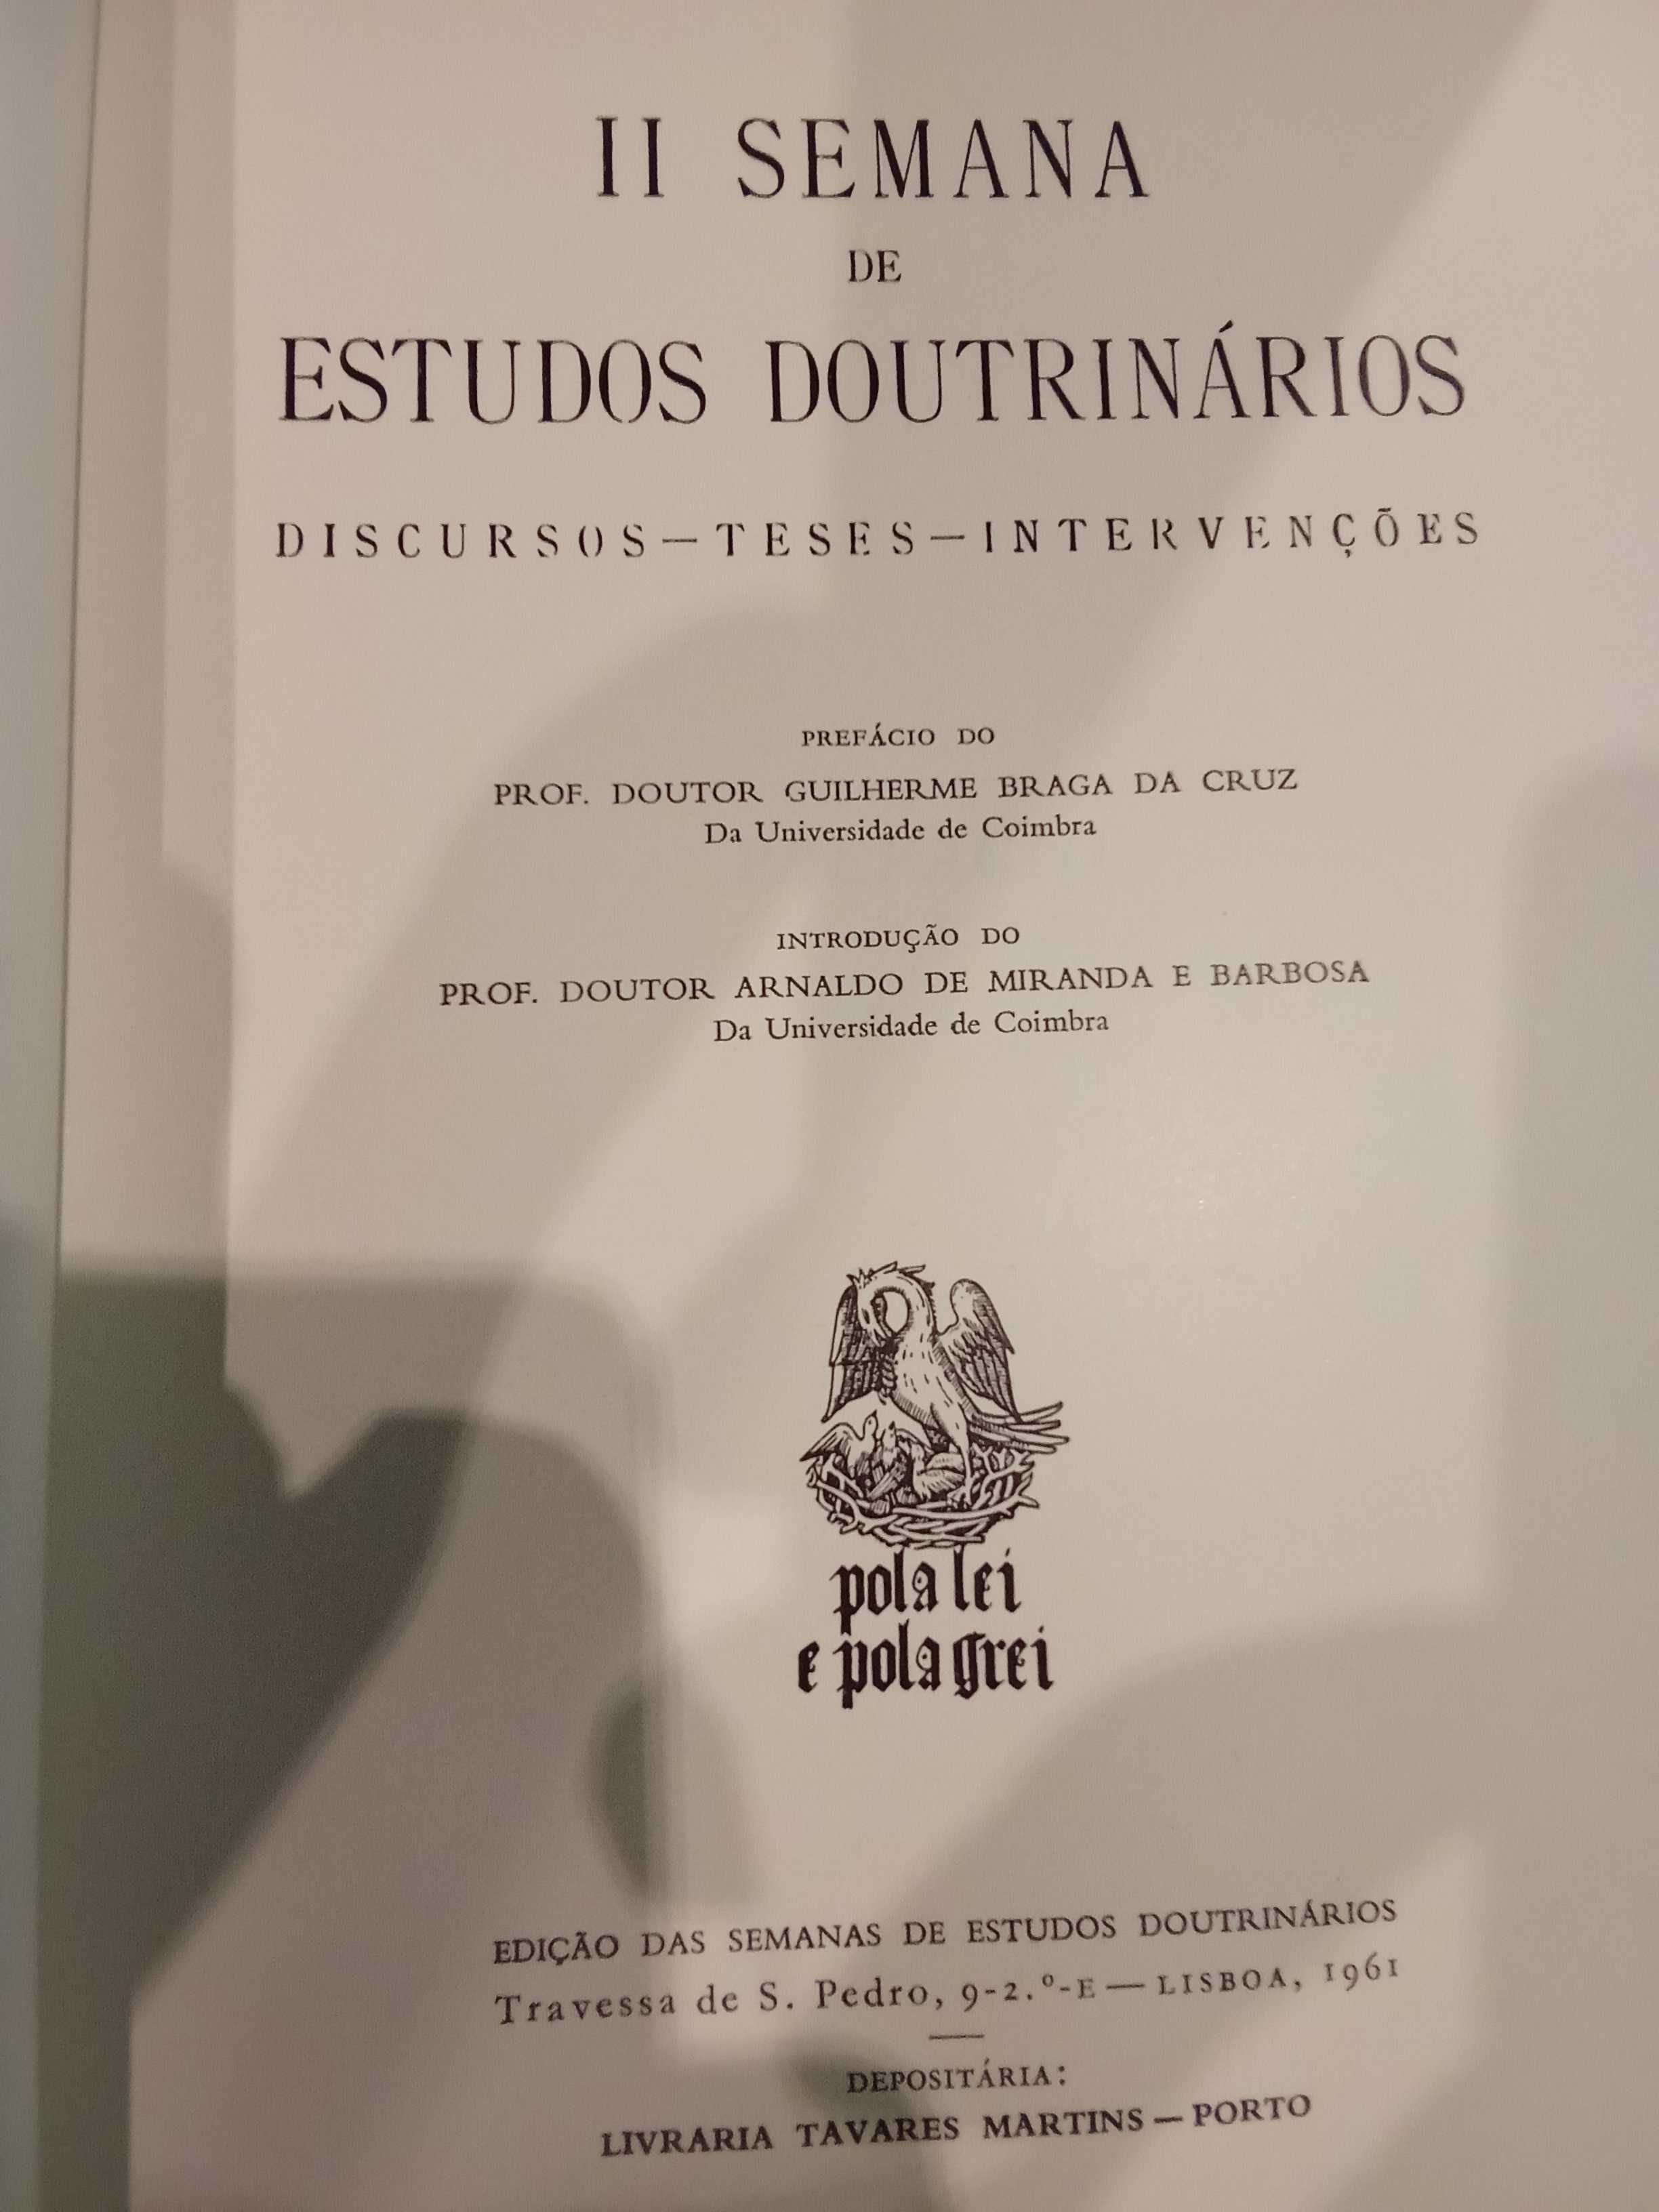 II SEMANA
DE
ESTUDOS DOUTRINÁRIOS
DISCURSOS — TESES — INTERVENÇÕES
PREFÁCIO DO
PROF. DOUTOR GUILHERME BRAGA DA CRUZ
Da Universidade de Coimbra
INTRODUÇÃO DO
PROF. DOUTOR ARNALDO DE MIRANDA E BARBOSA
Da Universidade de Coimbra
pola lei
e pola grei
EDIÇÃO DAS SEMANAS DE ESTUDOS DOUTRINÁRIOS
Travessa de S. Pedro, 9-2.º-E — LISBOA, 1961
DEPOSITÁRIA:
LIVRARIA TAVARES MARTINS — PORTO